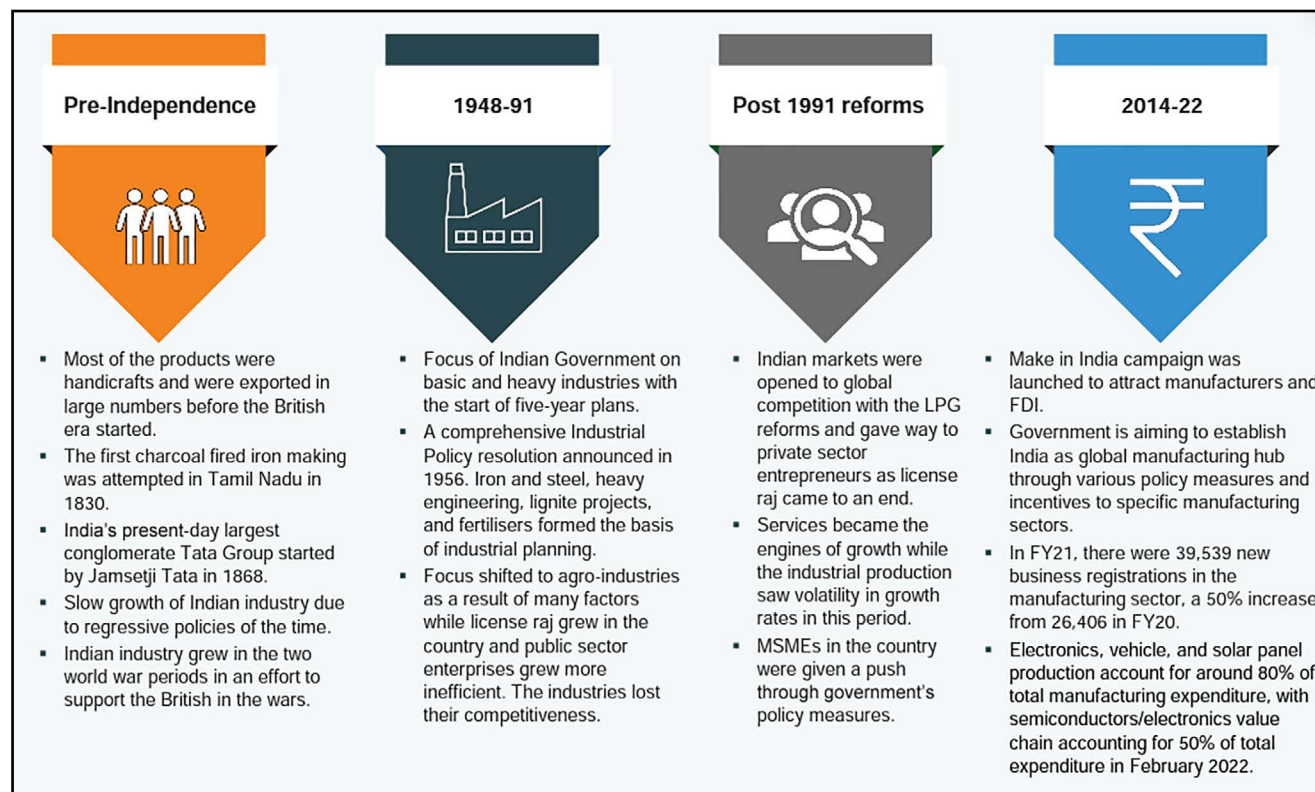 Pre-Independence
▪ Most of the products were
handicrafts and were exported in
large numbers before the British
era started.
▪ The first charcoal fired iron making
was attempted in Tamil Nadu in
1830.
▪ India's present-day largest
conglomerate Tata Group started
by Jamsetji Tata in 1868.
▪ Slow growth of Indian industry due
to regressive policies of the time.
▪ Indian industry grew in the two
world war periods in an effort to
support the British in the wars.
1948-91
▪ Focus of Indian Government on
basic and heavy industries with
the start of five-year plans.
▪ A comprehensive Industrial
Policy resolution announced in
1956. Iron and steel, heavy
engineering, lignite projects,
and fertilisers formed the basis
of industrial planning.
▪ Focus shifted to agro-industries
as a result of many factors
while license raj grew in the
country and public sector
enterprises grew more
inefficient. The industries lost
their competitiveness.
Post 1991 reforms
▪ Indian markets were
opened to global
competition with the LPG
reforms and gave way to
private sector
entrepreneurs as license
raj came to an end.
▪ Services became the
engines of growth while
the industrial production
saw volatility in growth
rates in this period.
▪ MSMEs in the country
were given a push
through government's
policy measures.
2014-22
₹
▪ Make in India campaign was
launched to attract manufacturers and
FDI.
▪ Government is aiming to establish
India as global manufacturing hub
through various policy measures and
incentives to specific manufacturing
sectors.
▪ In FY21, there were 39,539 new
business registrations in the
manufacturing sector, a 50% increase
from 26,406 in FY20.
▪ Electronics, vehicle, and solar panel
production account for around 80% of
total manufacturing expenditure, with
semiconductors/electronics value
chain accounting for 50% of total
expenditure in February 2022.